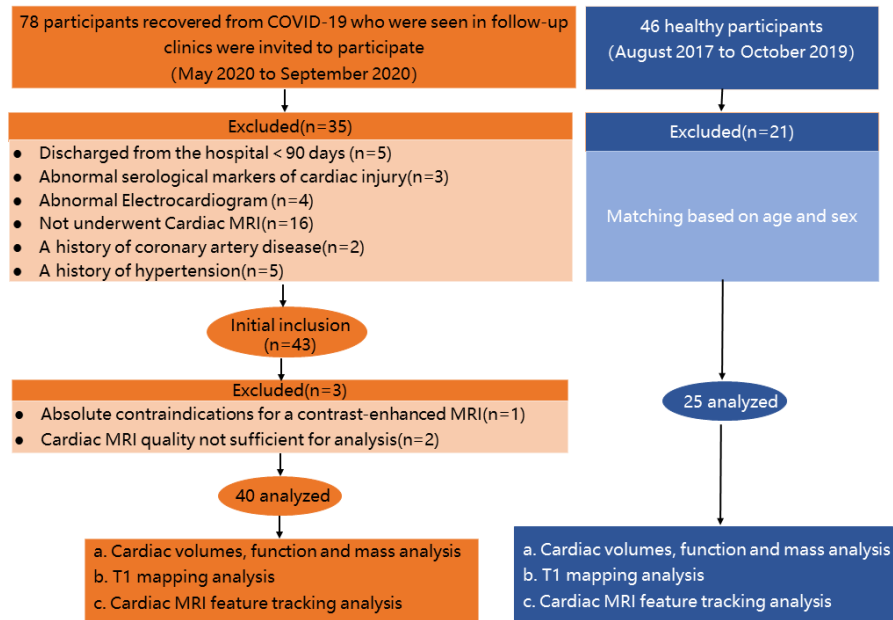 78 participants recovered from COVID-19 who were seen in follow-up
clinics were invited to participate
(May 2020 to September 2020)
Excluded(n=35)
● Discharged from the hospital < 90 days (n=5)
● Abnormal serological markers of cardiac injury(n=3)
● Abnormal Electrocardiogram (n=4)
● Not underwent Cardiac MRI(n=16)
● A history of coronary artery disease(n=2)
● A history of hypertension(n=5)
Initial inclusion
(n=43)
Excluded(n=3)
● Absolute contraindications for a contrast-enhanced MRI(n=1)
● Cardiac MRI quality not sufficient for analysis(n=2)
40 analyzed
a. Cardiac volumes, function and mass analysis
b. T1 mapping analysis
c. Cardiac MRI feature tracking analysis
46 healthy participants
(August 2017 to October 2019)
Excluded(n=21)
Matching based on age and sex
25 analyzed
a. Cardiac volumes, function and mass analysis
b. T1 mapping analysis
c. Cardiac MRI feature tracking analysis